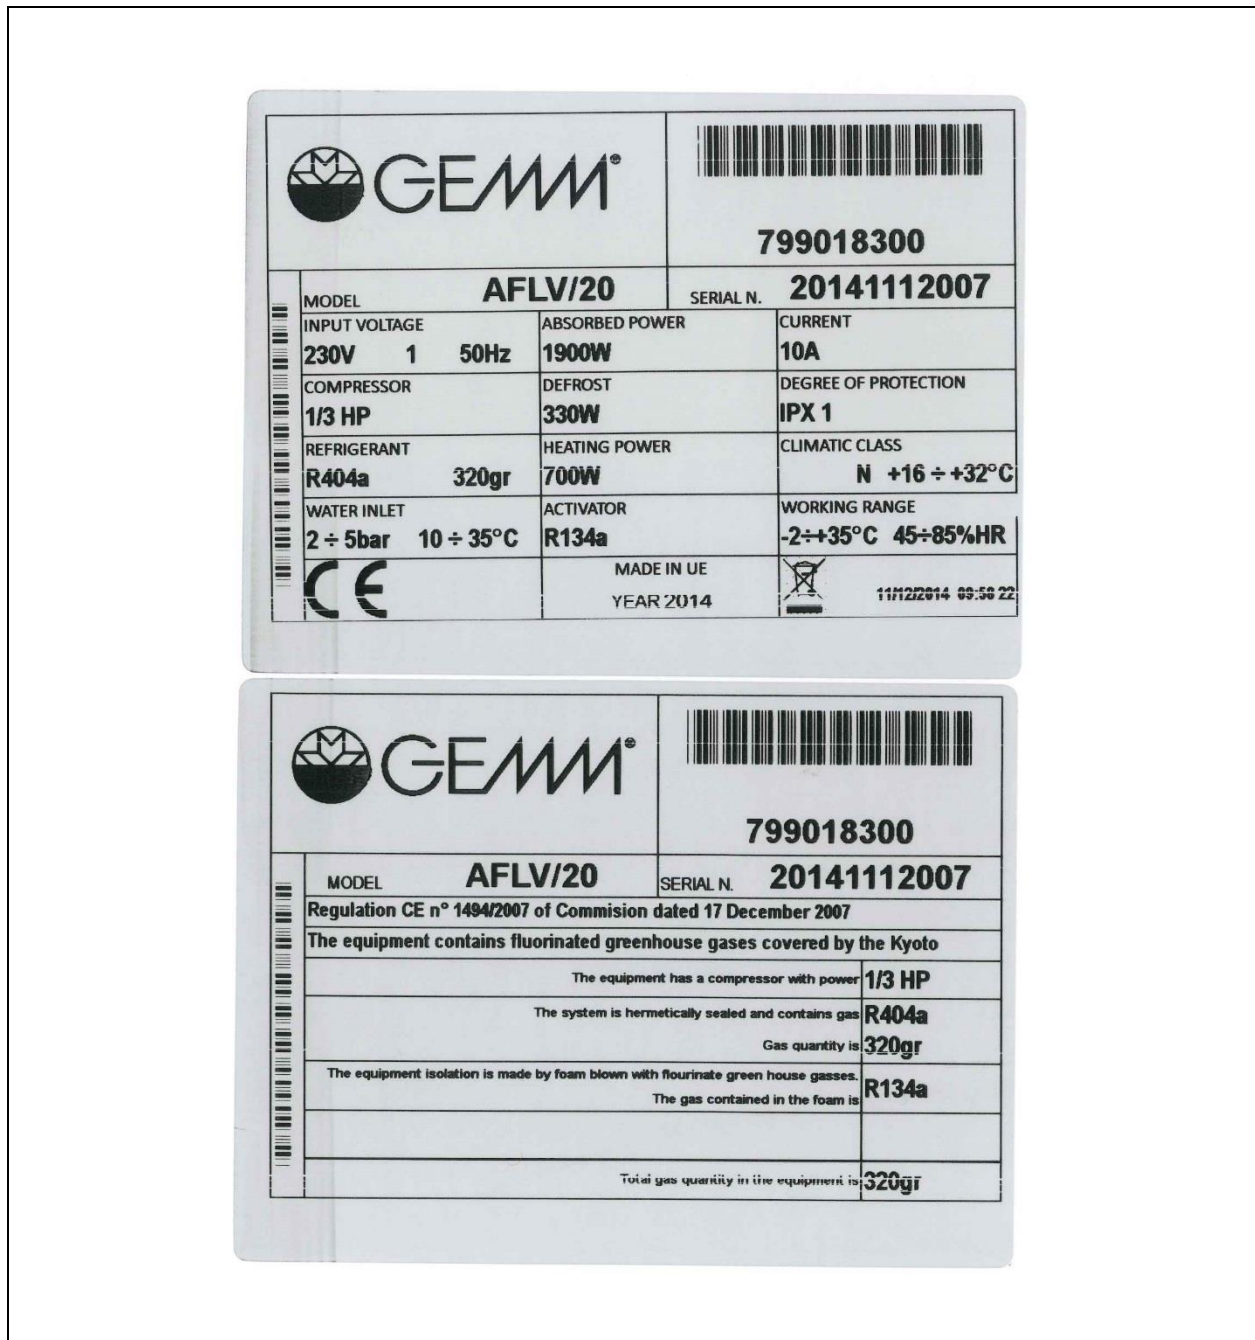 GEMM®
799018300
MODEL AFLV/20 SERIAL N. 20141112007
INPUT VOLTAGE ABSORBED POWER CURRENT
230V 1 50Hz 1900W 10A
COMPRESSOR DEFROST DEGREE OF PROTECTION
1/3 HP 330W IPX 1
REFRIGERANT HEATING POWER CLIMATIC CLASS
R404a 320gr 700W N +16 ÷ +32°C
WATER INLET ACTIVATOR WORKING RANGE
2 ÷ 5bar 10 ÷ 35°C R134a -2÷+35°C 45÷85%HR
CE MADE IN UE
YEAR 2014 11/12/2014 09:58 22
GEMM®
799018300
MODEL AFLV/20 SERIAL N. 20141112007
Regulation CE n° 1494/2007 of Commision dated 17 December 2007
The equipment contains fluorinated greenhouse gases covered by the Kyoto
The equipment has a compressor with power 1/3 HP
The system is hermetically sealed and contains gas R404a
Gas quantity is 320gr
The equipment isolation is made by foam blown with flourinate green house gasses.
The gas contained in the foam is R134a
Total gas quantity in the equipment is 320gr